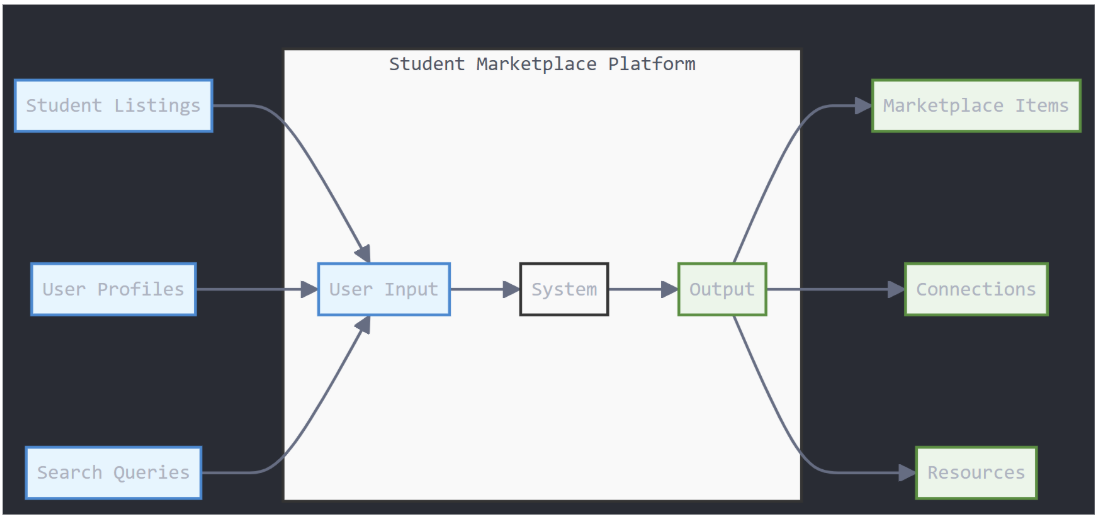 Student Marketplace Platform
Student Listings
Marketplace Items
User Profiles
User Input
System
Output
Connections
Search Queries
Resources